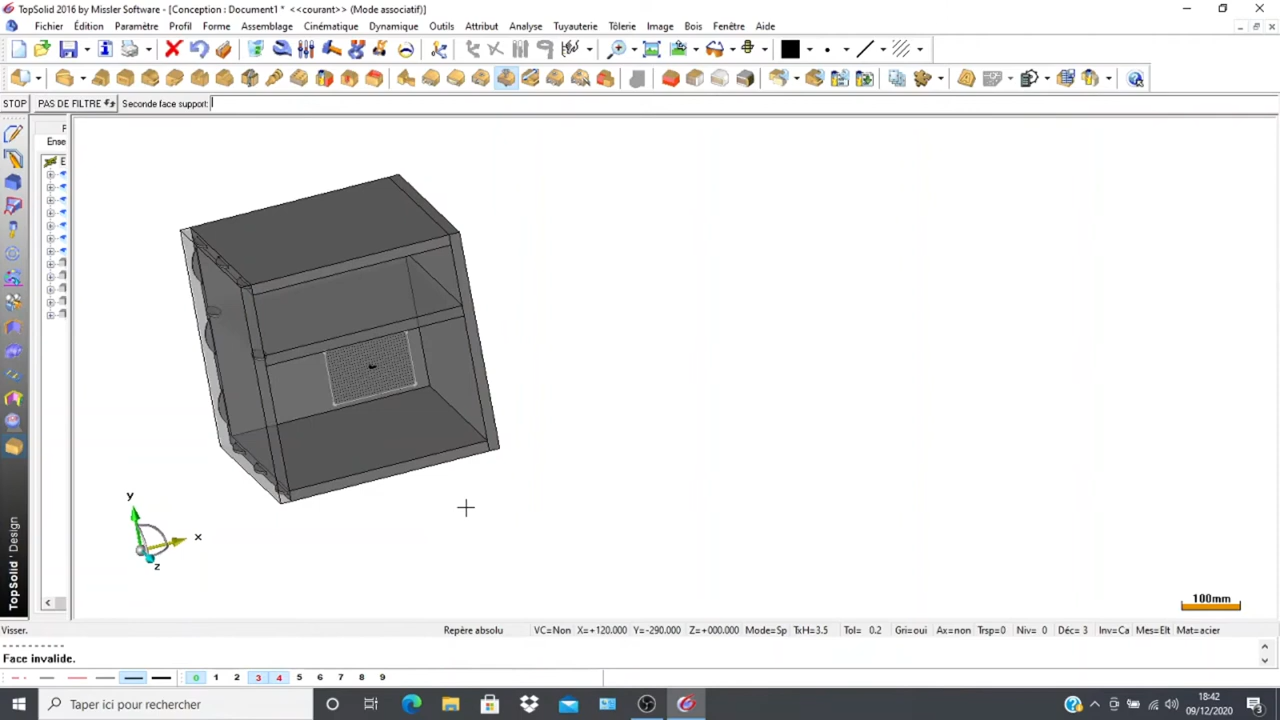 TopSolid 2016 by Missler Software - [Conception : Document1 *  <<courant>> (Mode associatif)]
Fichier Édition Paramètre Profil Forme Assemblage Cinématique Dynamique Outils Attribut Analyse Tuyauterie Tôlerie Image Bois Fenêtre Aide
STOP PAS DE FILTRE Seconde face support:
Ense
E
y
x
z
TopSolid'Design
100mm
Visser. Repère absolu VC=Non X=+120.000 Y=-290.000 Z=+000.000 Mode=Sp TxH=3.5 Tol= 0.2 Gri=oui Ax=non Trsp=0 Niv= 0 Déc= 3 Inv=Ca Mes=Elt Mat=acier
- - - - - - - - - -
Face invalide.
0 1 2 3 4 5 6 7 8 9
Taper ici pour rechercher
18:42
09/12/2020
3